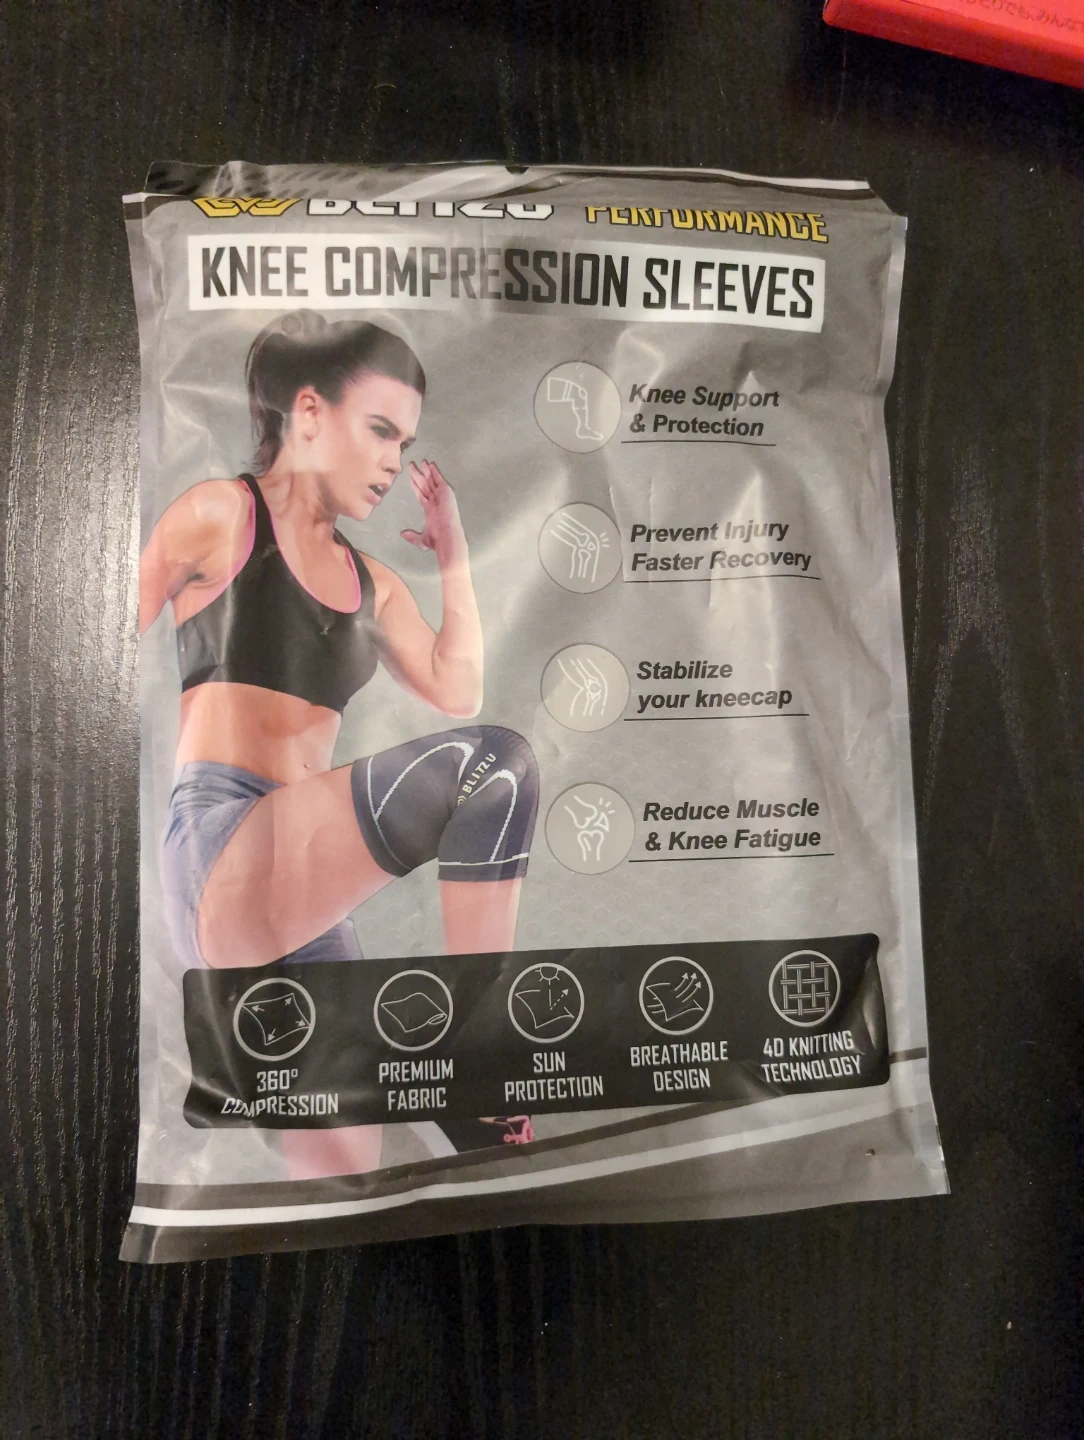 BLITZU PERFORMANCE
KNEE COMPRESSION SLEEVES
Knee Support
& Protection
Prevent Injury
Faster Recovery
Stabilize
your kneecap
BLITZU
Reduce Muscle
& Knee Fatigue
360°
COMPRESSION
PREMIUM
FABRIC
SUN
PROTECTION
BREATHABLE
DESIGN
4D KNITTING
TECHNOLOGY